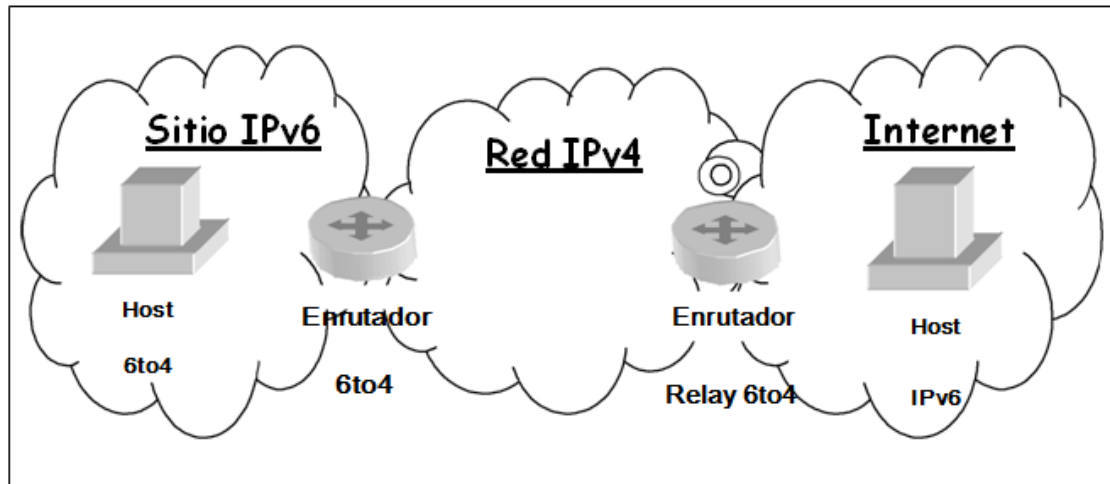 Sitio IPv6
Red IPv4
Internet
Host
6to4
Enrutador
6to4
Enrutador
Relay 6to4
Host
IPv6